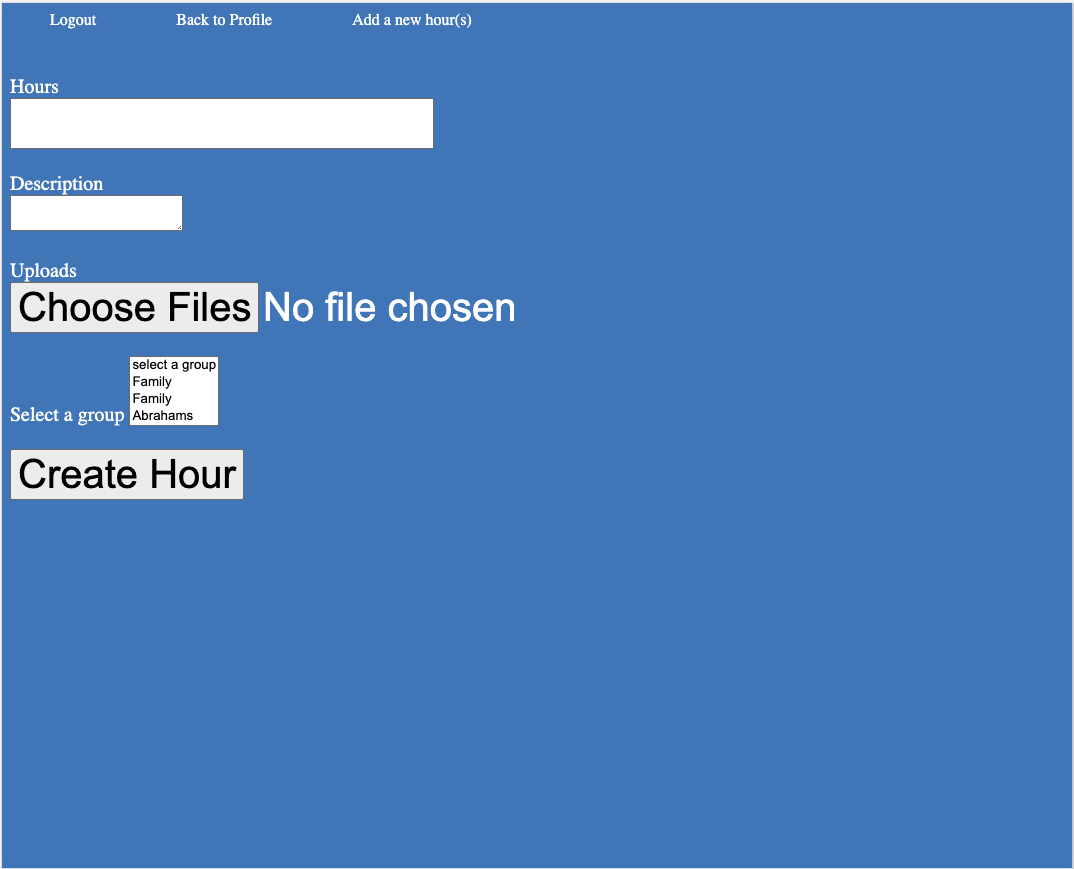 Logout Back to Profile Add a new hour(s)
Hours
Description
Uploads
Choose Files No file chosen
select a group
Family
Family
Select a group Abrahams
Create Hour